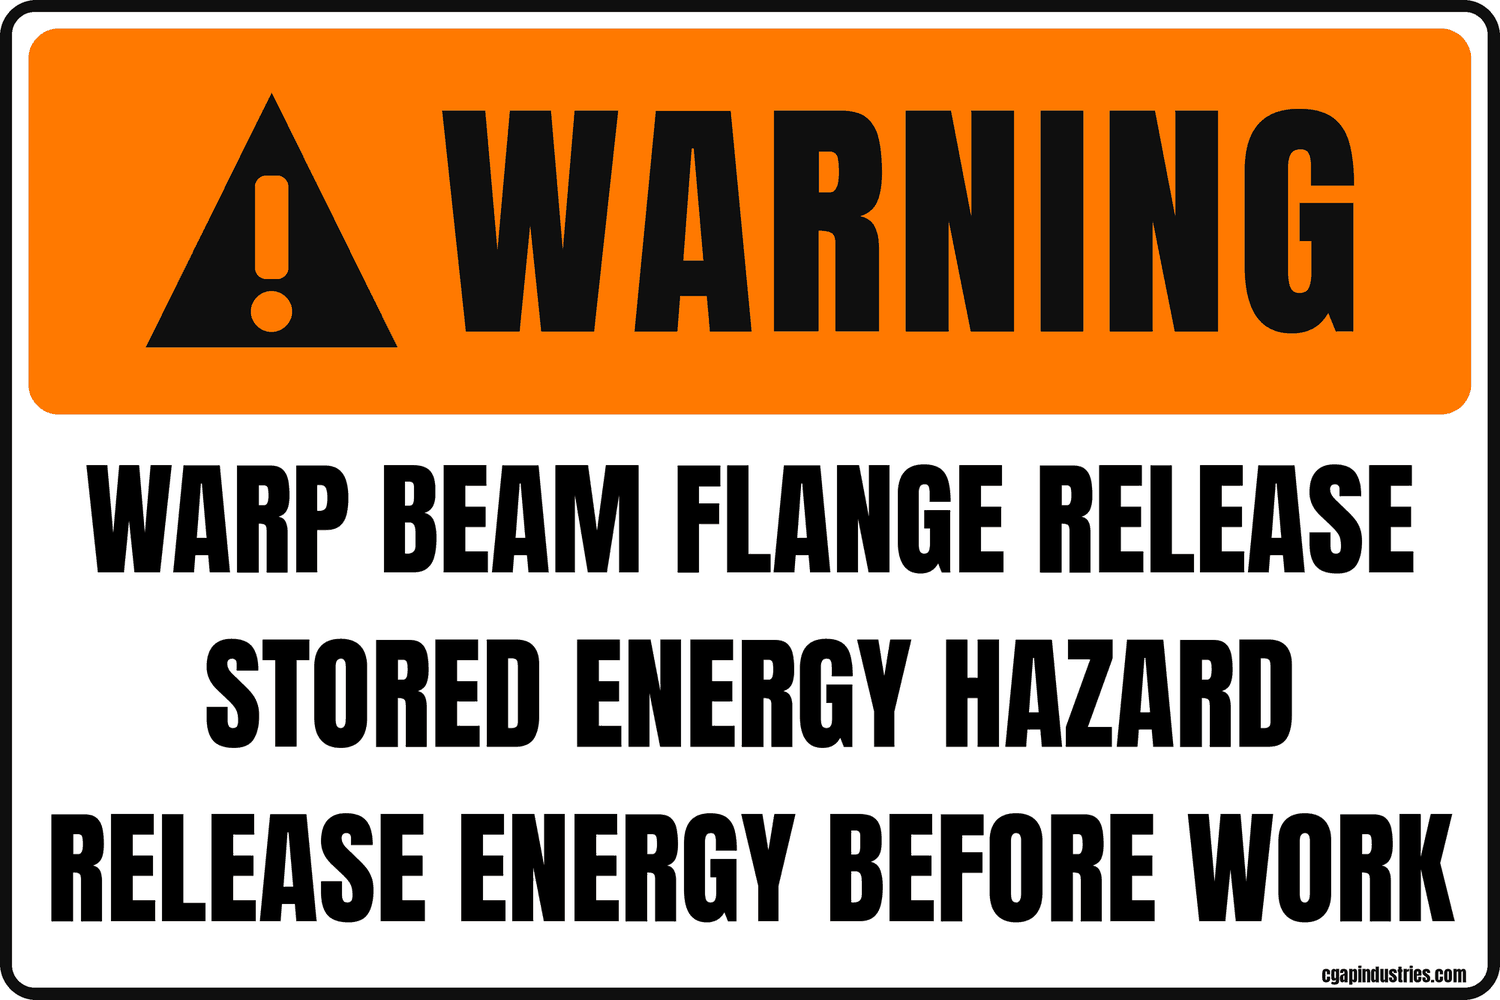 WARNING
WARP BEAM FLANGE RELEASE
STORED ENERGY HAZARD
RELEASE ENERGY BEFORE WORK
cgapindustries.com